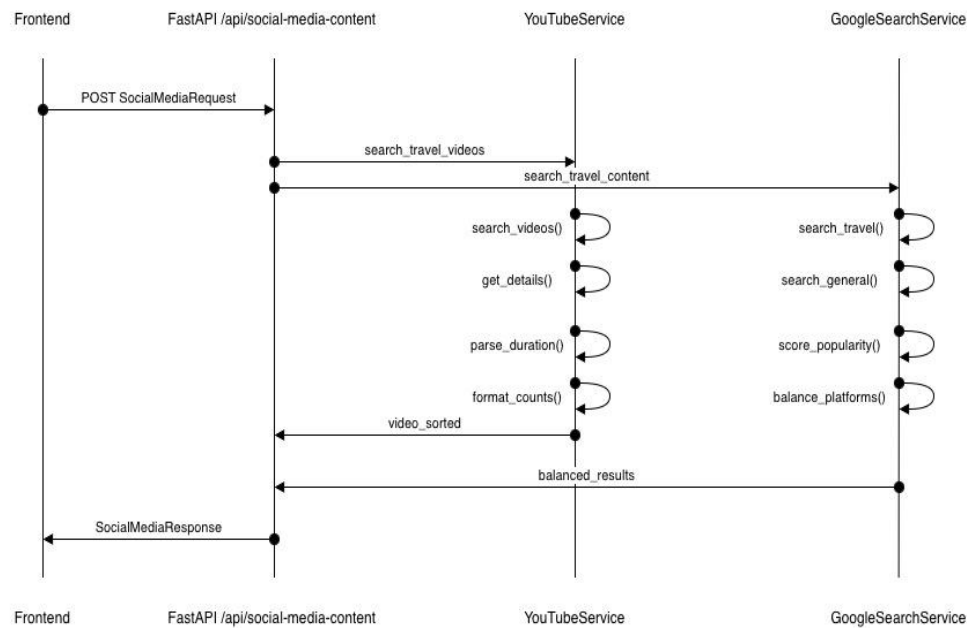 Frontend FastAPI /api/social-media-content YouTubeService GoogleSearchService
POST SocialMediaRequest
search_travel_videos
search_travel_content
search_videos() search_travel()
get_details() search_general()
parse_duration() score_popularity()
format_counts() balance_platforms()
video_sorted
balanced_results
SocialMediaResponse
Frontend FastAPI /api/social-media-content YouTubeService GoogleSearchService